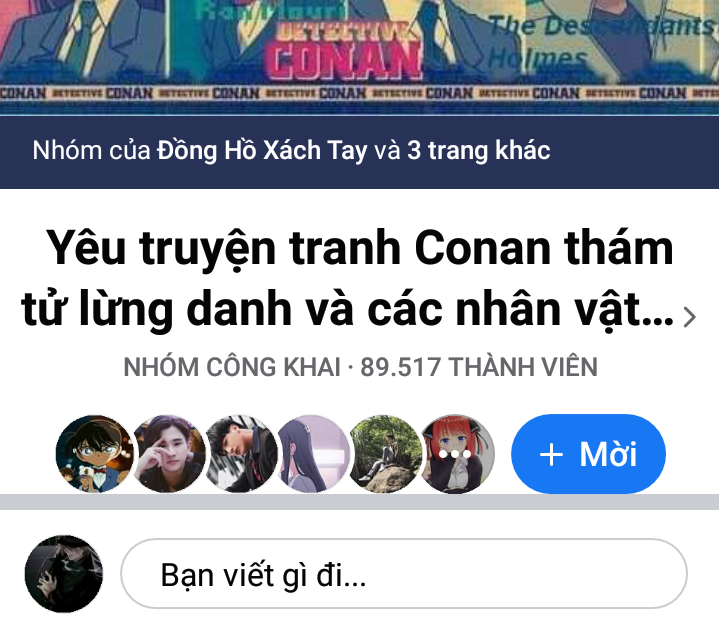 Ran Mouri
The Descendants
DETECTIVE
CONAN
Holmes
CONAN DETECTIVE CONAN DETECTIVE CONAN DETECTIVE CONAN DETECTIVE CONAN DETECTIVE CONAN DETECTIVE CONAN
Nhóm của Đồng Hồ Xách Tay và 3 trang khác
Yêu truyện tranh Conan thám
tử lừng danh và các nhân vật...
NHÓM CÔNG KHAI · 89.517 THÀNH VIÊN
+ Mời
Bạn viết gì đi...